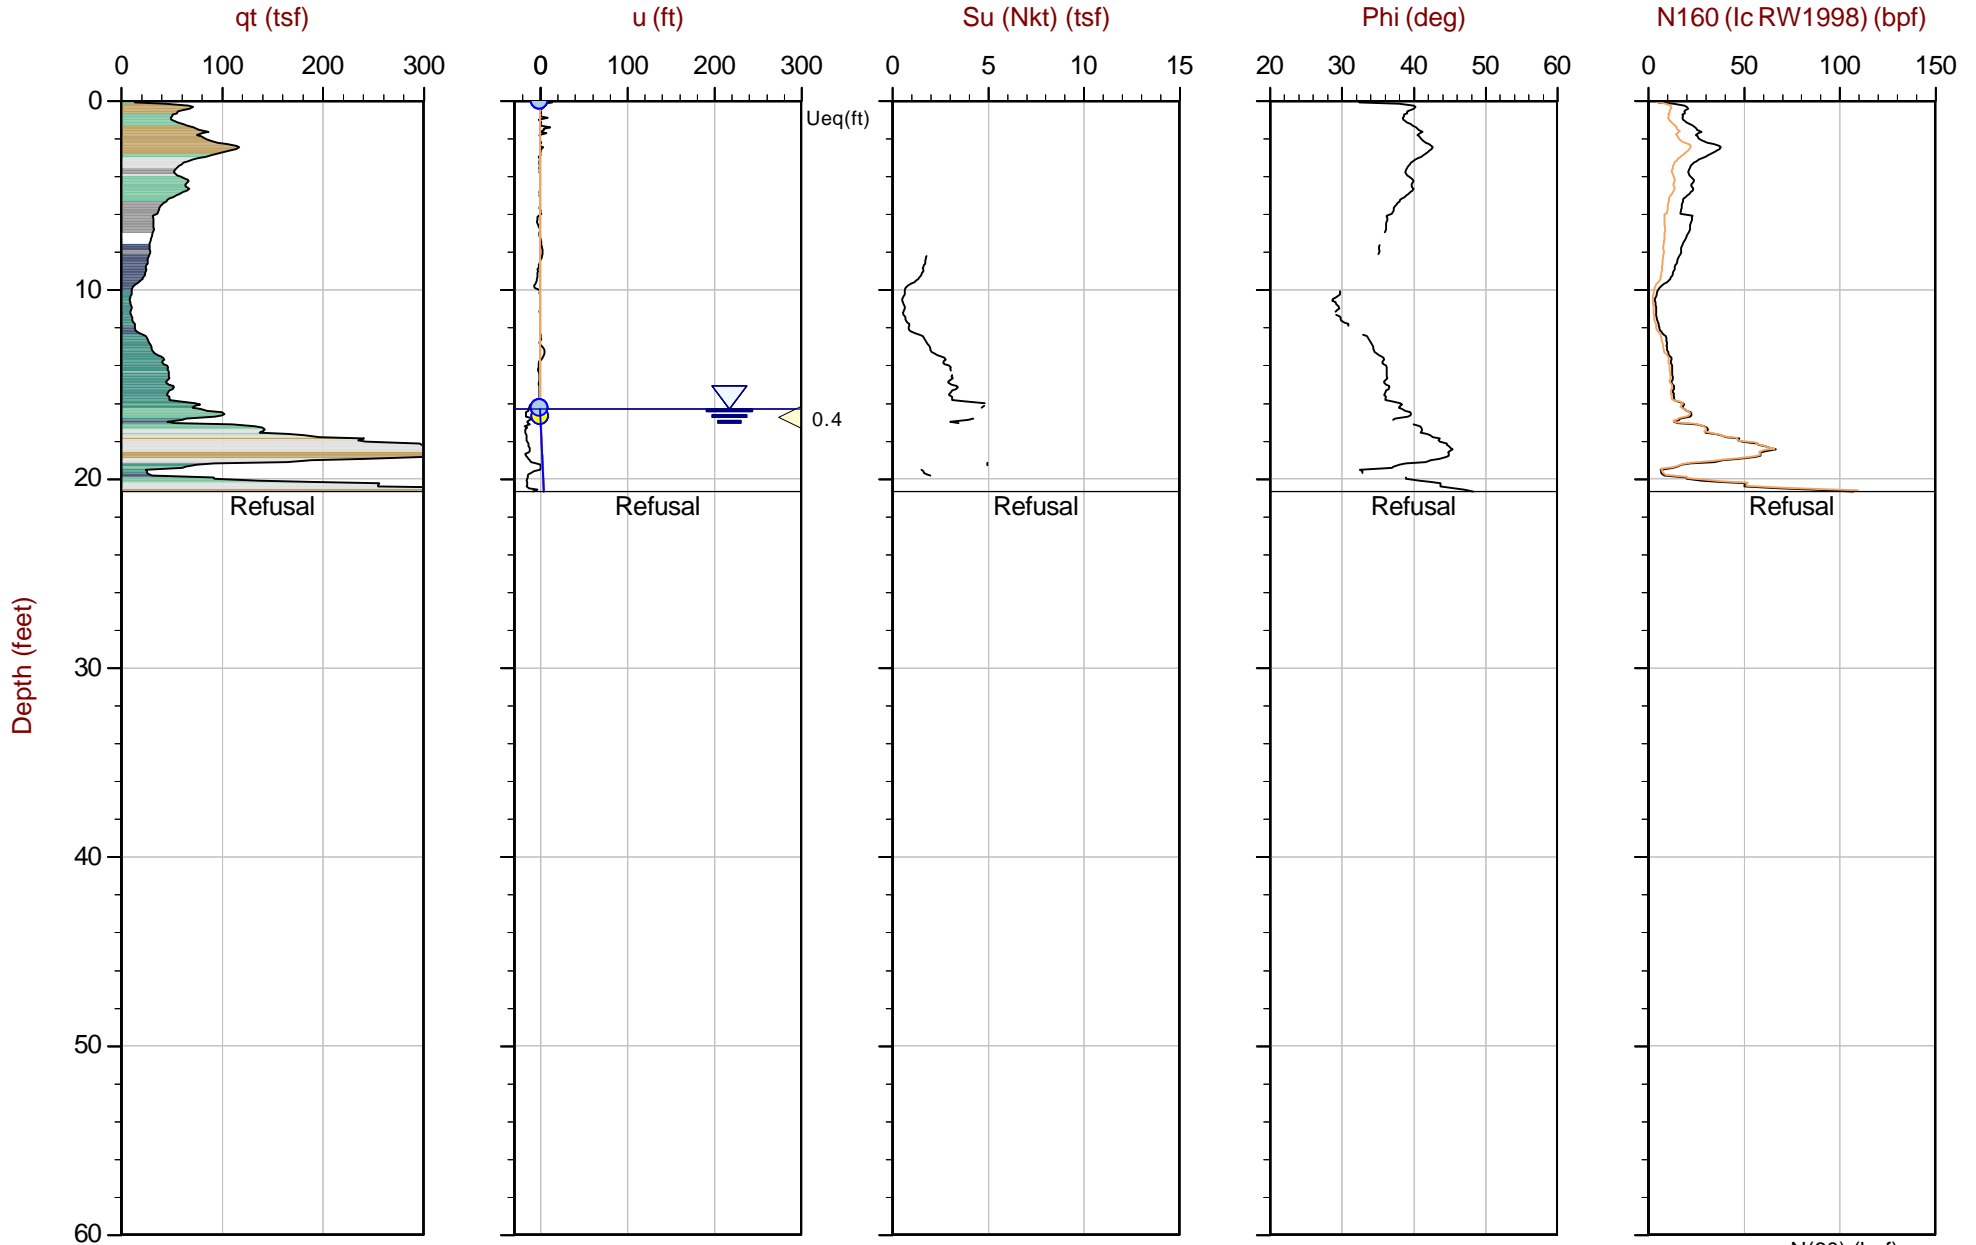 qt (tsf) u (ft) Su (Nkt) (tsf) Phi (deg) N160 (Ic RW1998) (bpf)
0 100 200 300 0 0 100 200 300 0 5 10 15 20 30 40 50 60 0 50 100 150
0
Ueq(ft)
10
0.4
20
Refusal Refusal Refusal Refusal Refusal
30
Depth (feet)
40
50
60